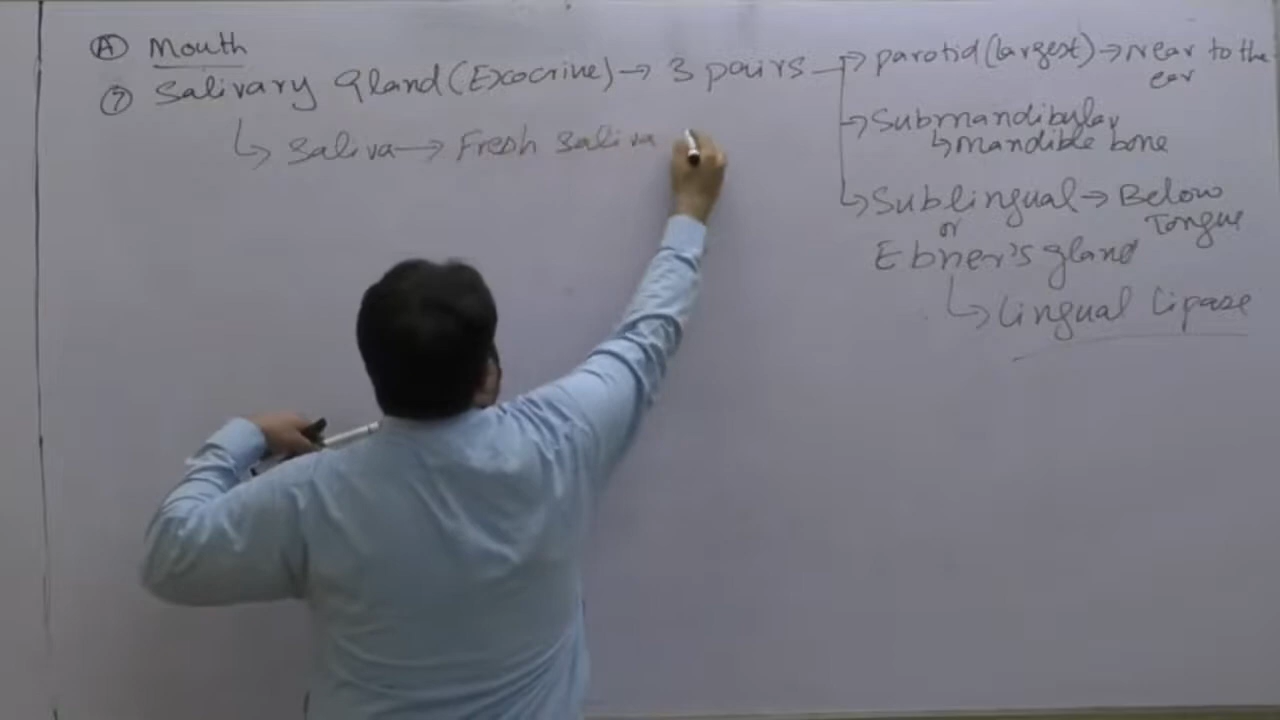 A Mouth
? Salivary gland (Exocrine) → 3 pairs → parotid (largest) → Near to the ear
→ Submandibular
↳ mandible bone
↳ Saliva → Fresh Saliva
→ Sublingual → Below Tongue
or
Ebner's gland
↳ Lingual Lipase